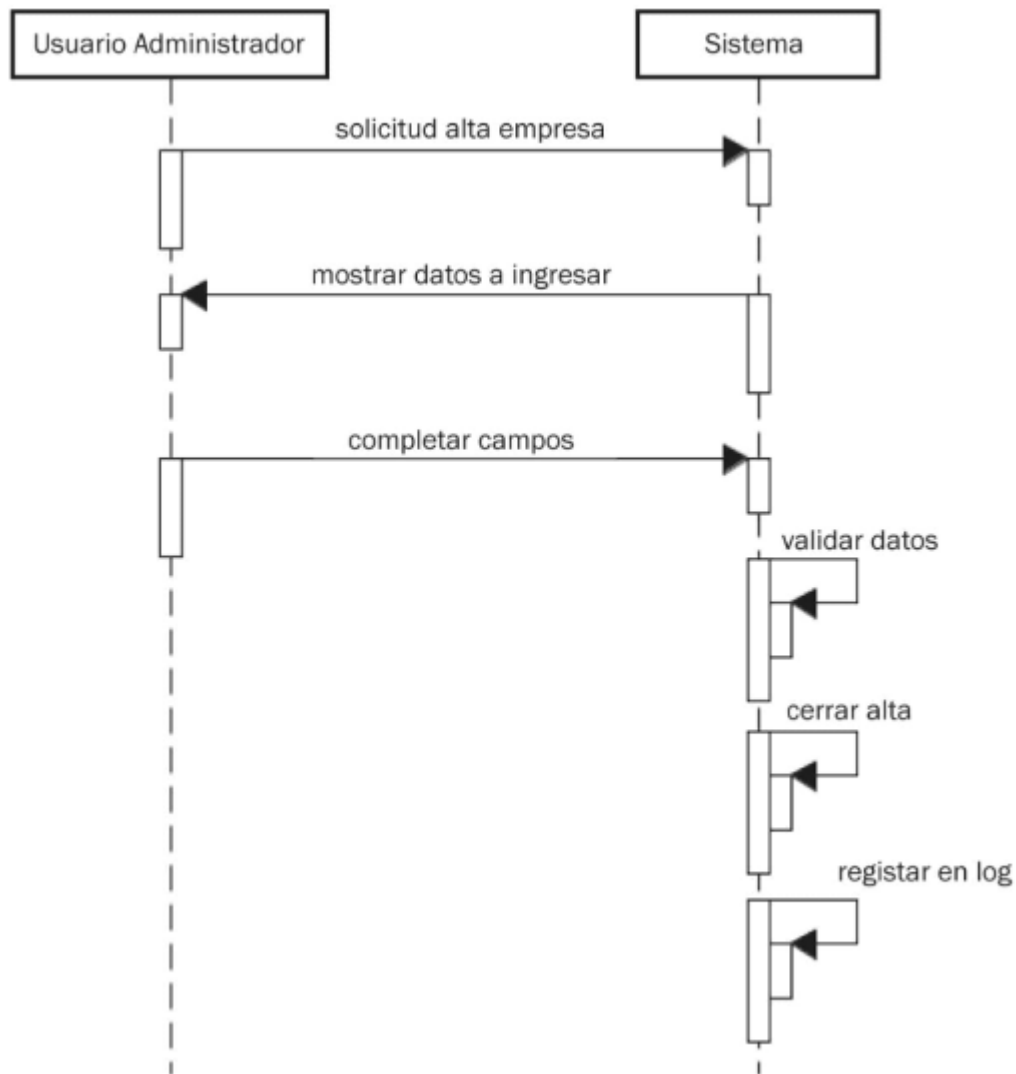 Usuario Administrador
Sistema
solicitud alta empresa
mostrar datos a ingresar
completar campos
validar datos
cerrar alta
registar en log